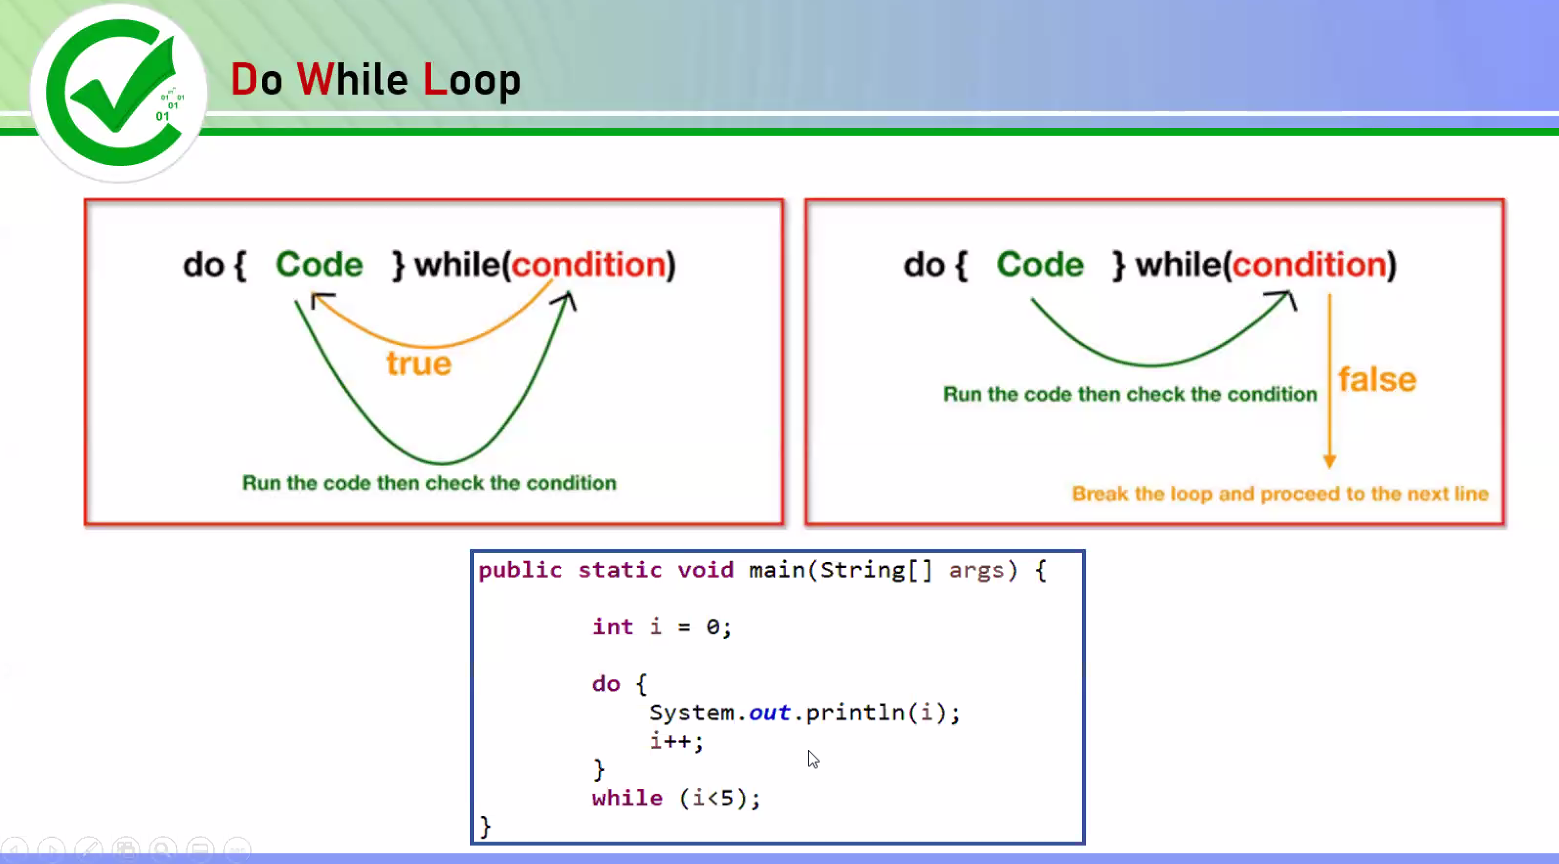 Do While Loop
01 01
01
01
do { Code } while(condition)
true
Run the code then check the condition
do { Code } while(condition)
false
Run the code then check the condition
Break the loop and proceed to the next line
public static void main(String[] args) {
int i = 0;
do {
System.out.println(i);
i++;
}
while (i<5);
}